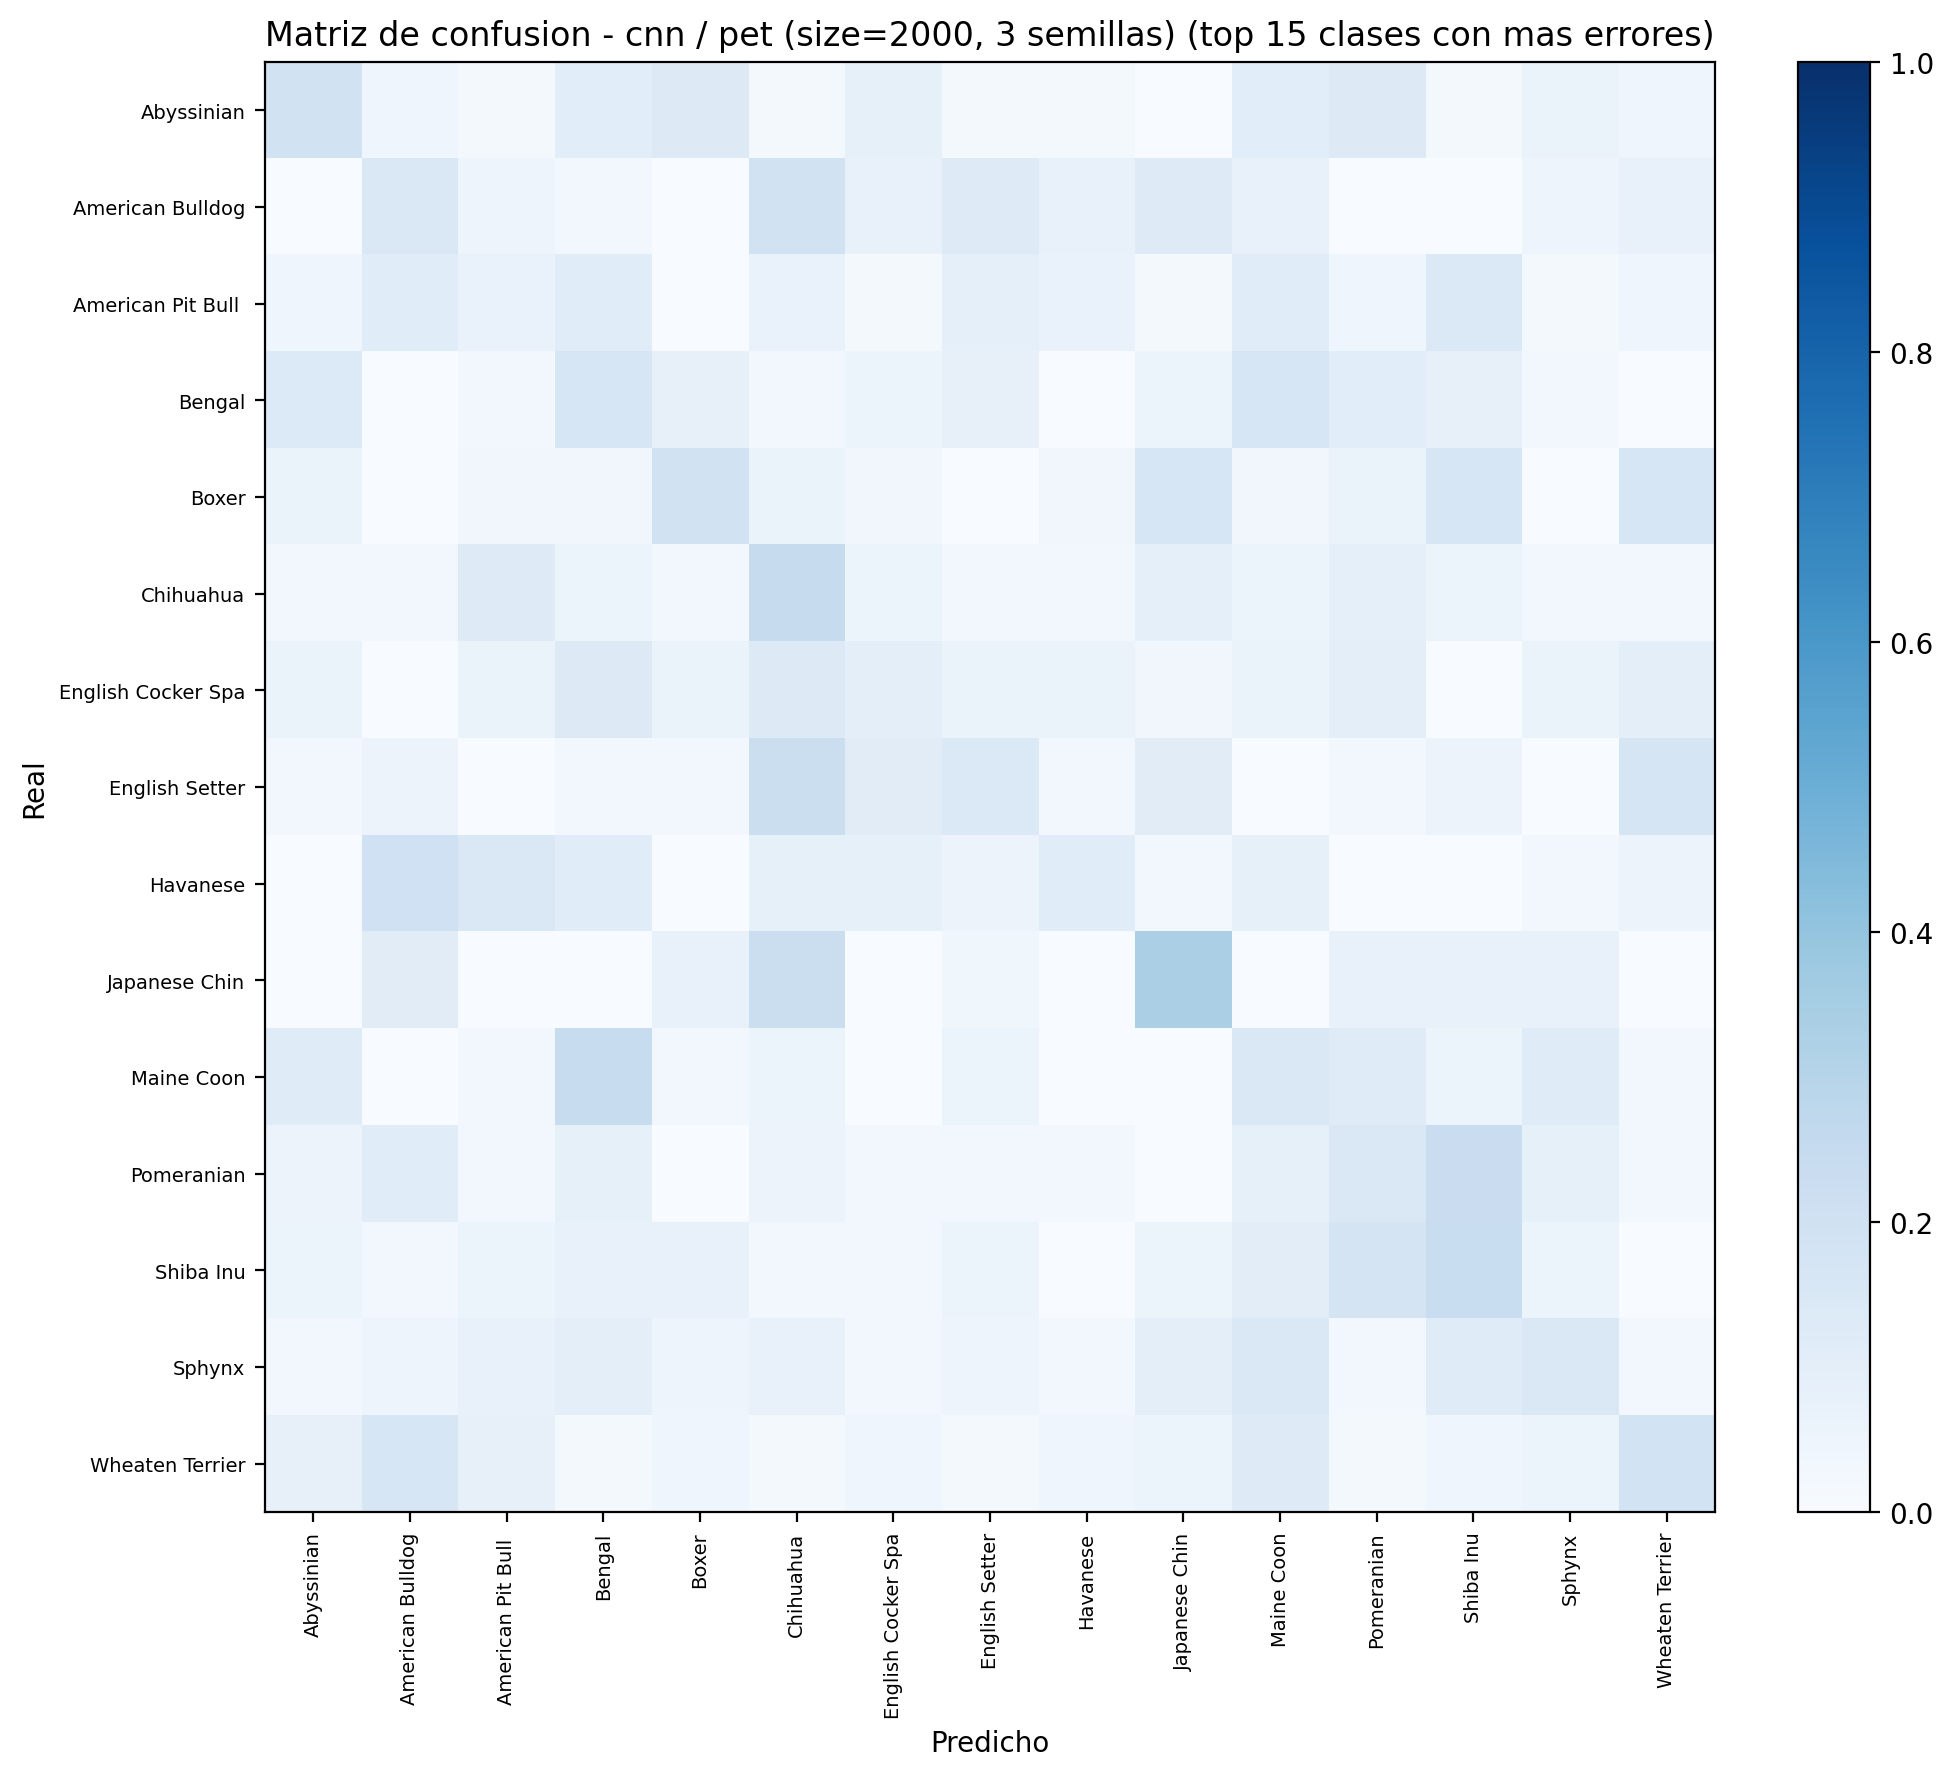 Matriz de confusion - cnn / pet (size=2000, 3 semillas) (top 15 clases con mas errores)
Real
Abyssinian
American Bulldog
American Pit Bull
Bengal
Boxer
Chihuahua
English Cocker Spa
English Setter
Havanese
Japanese Chin
Maine Coon
Pomeranian
Shiba Inu
Sphynx
Wheaten Terrier
Abyssinian
American Bulldog
American Pit Bull
Bengal
Boxer
Chihuahua
English Cocker Spa
English Setter
Havanese
Japanese Chin
Maine Coon
Pomeranian
Shiba Inu
Sphynx
Wheaten Terrier
Predicho
1.0
0.8
0.6
0.4
0.2
0.0